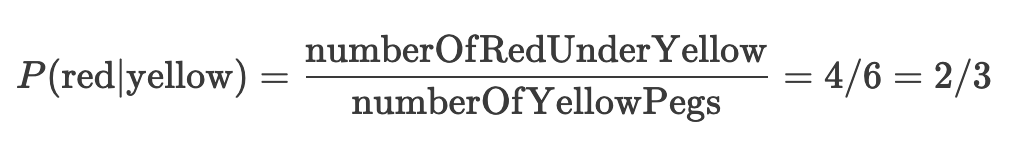 P(red|yellow) = numberOfRedUnderYellow / numberOfYellowPegs = 4/6 = 2/3